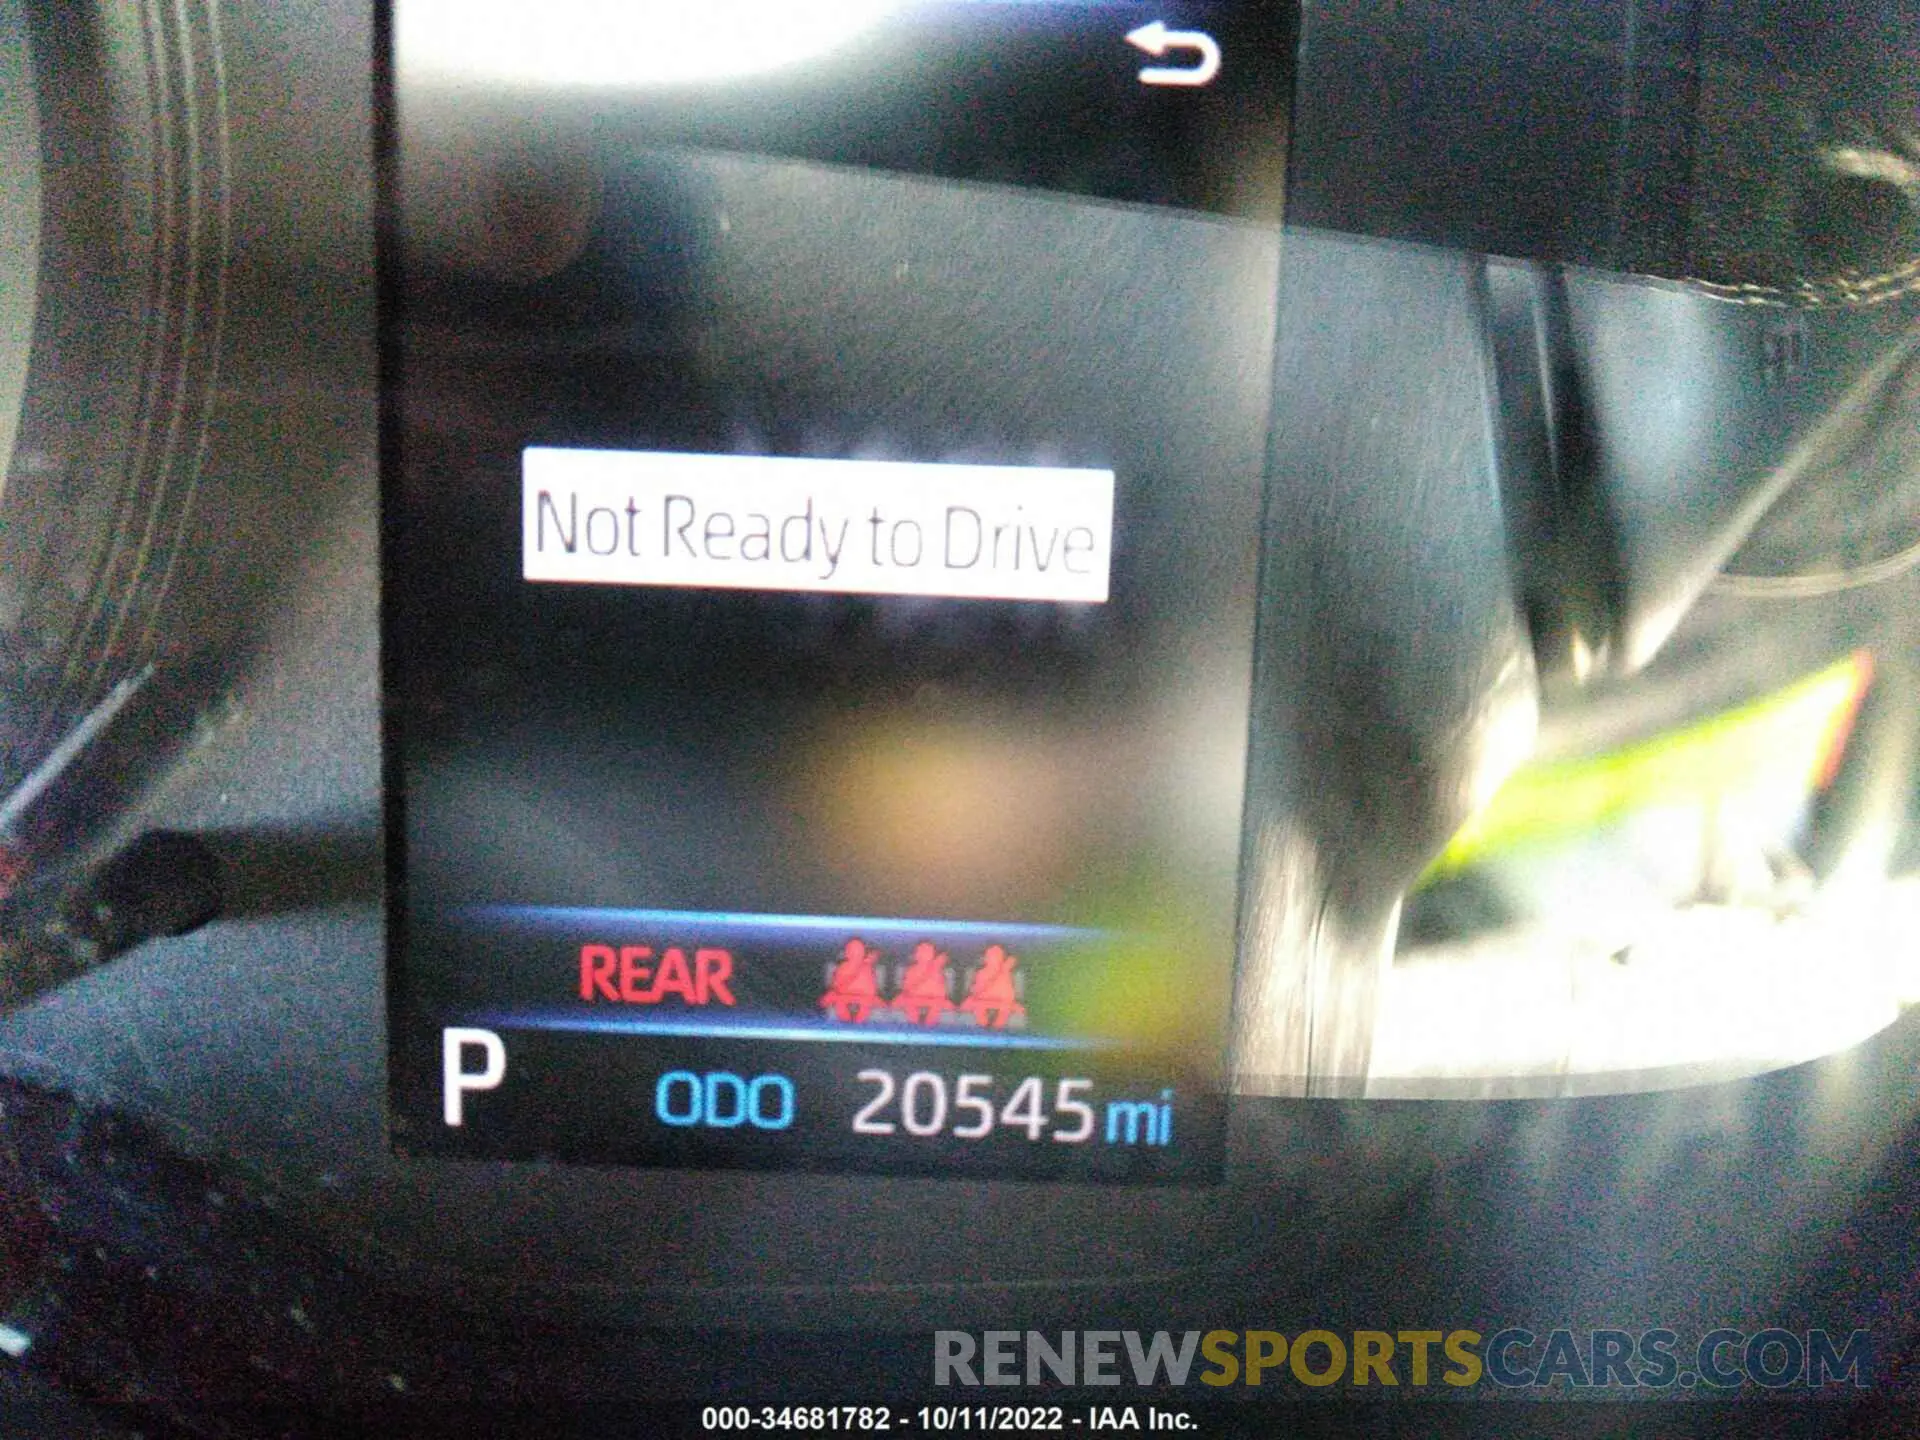 Not Ready to Drive
REAR
P ODO 20545 mi
RENEWSPORTSCARS.COM
000-34681782 - 10/11/2022 - IAA Inc.